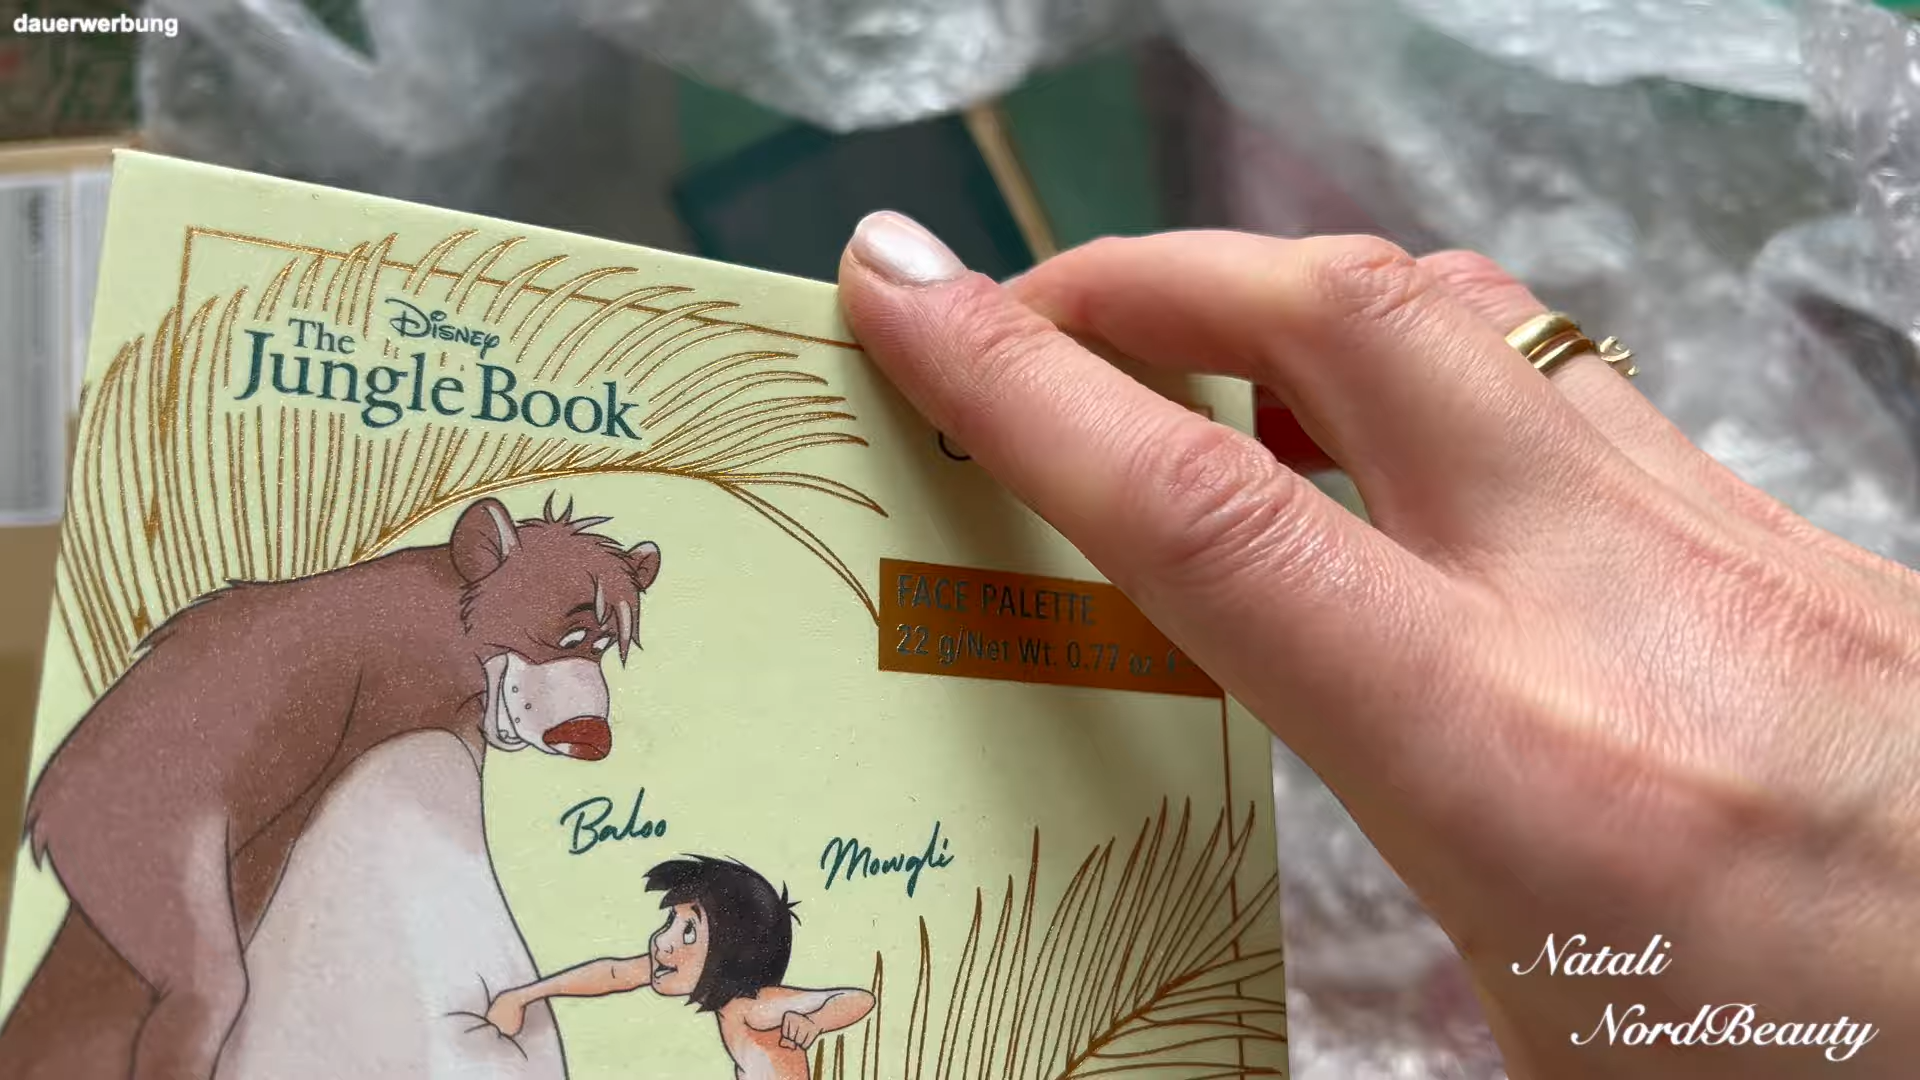 dauerwerbung
Disney
The
Jungle Book
FACE PALETTE
22 g/Net Wt. 0.77 oz
Baloo
Mowgli
Natali
NordBeauty